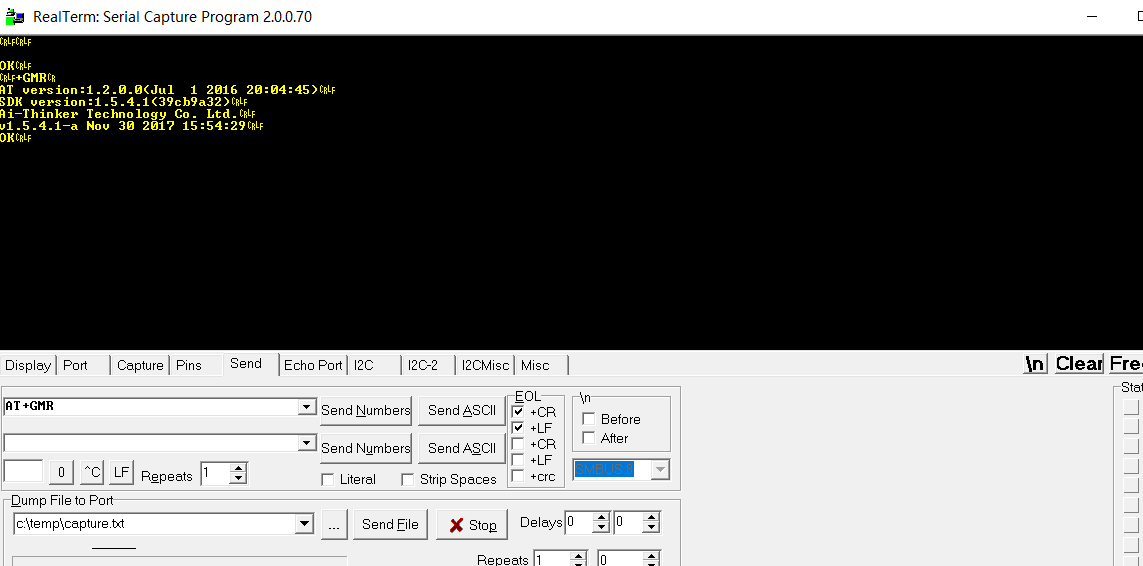 RealTerm: Serial Capture Program 2.0.0.70
CRLFCRLF
OKCRLF
CRLF+GMRCR
AT version:1.2.0.0(Jul  1 2016 20:04:45)CRLF
SDK version:1.5.4.1(39cb9a32)CRLF
Ai-Thinker Technology Co. Ltd.CRLF
v1.5.4.1-a Nov 30 2017 15:54:29CRLF
OKCRLF
Display Port Capture Pins Send Echo Port I2C I2C-2 I2CMisc Misc \n Clear Fre
AT+GMR Send Numbers Send ASCII
Send Numbers Send ASCII
0 ^C LF Repeats 1 Literal Strip Spaces
EOL
+CR
+LF
+CR
+LF
+crc
\n
Before
After
SMBUS 8
Stat
Dump File to Port
c:\temp\capture.txt ... Send File Stop Delays 0 0
Repeats 1 0